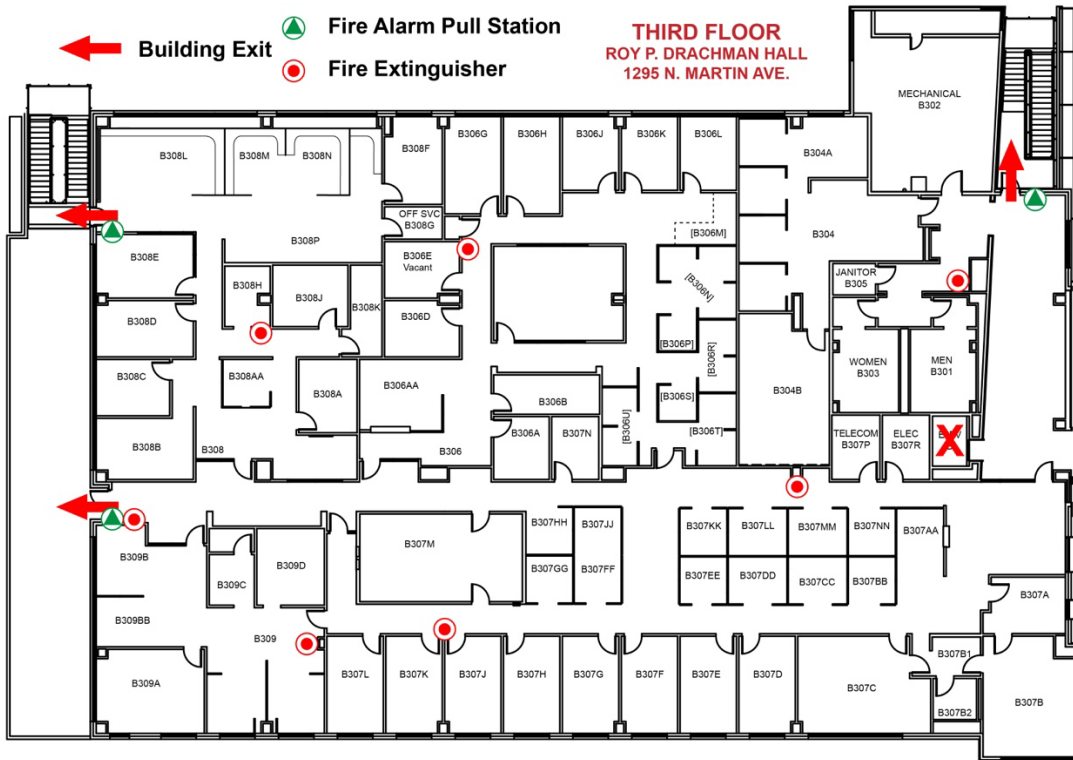 Building Exit
Fire Alarm Pull Station
Fire Extinguisher
THIRD FLOOR
ROY P. DRACHMAN HALL
1295 N. MARTIN AVE.
MECHANICAL
B302
B308L
B308M
B308N
B308F
B306G
B306H
B306J
B306K
B306L
B304A
OFF SVC
B308G
B308P
[B306M]
B304
B308E
B306E
Vacant
B308H
B308J
B308K
[B306N]
JANITOR
B305
B308D
B306D
[B306P]
[B306R]
WOMEN
B303
MEN
B301
B308C
B308AA
B308A
B306AA
B306B
[B306S]
B304B
[B306U]
[B306T]
B308B
B308
B306
B306A
B307N
TELECOM
B307P
ELEC
B307R
B307M
B307HH
B307JJ
B307KK
B307LL
B307MM
B307NN
B307AA
B309B
B309C
B309D
B307GG
B307FF
B307EE
B307DD
B307CC
B307BB
B307A
B309BB
B309
B309A
B307L
B307K
B307J
B307H
B307G
B307F
B307E
B307D
B307C
B307B1
B307B2
B307B